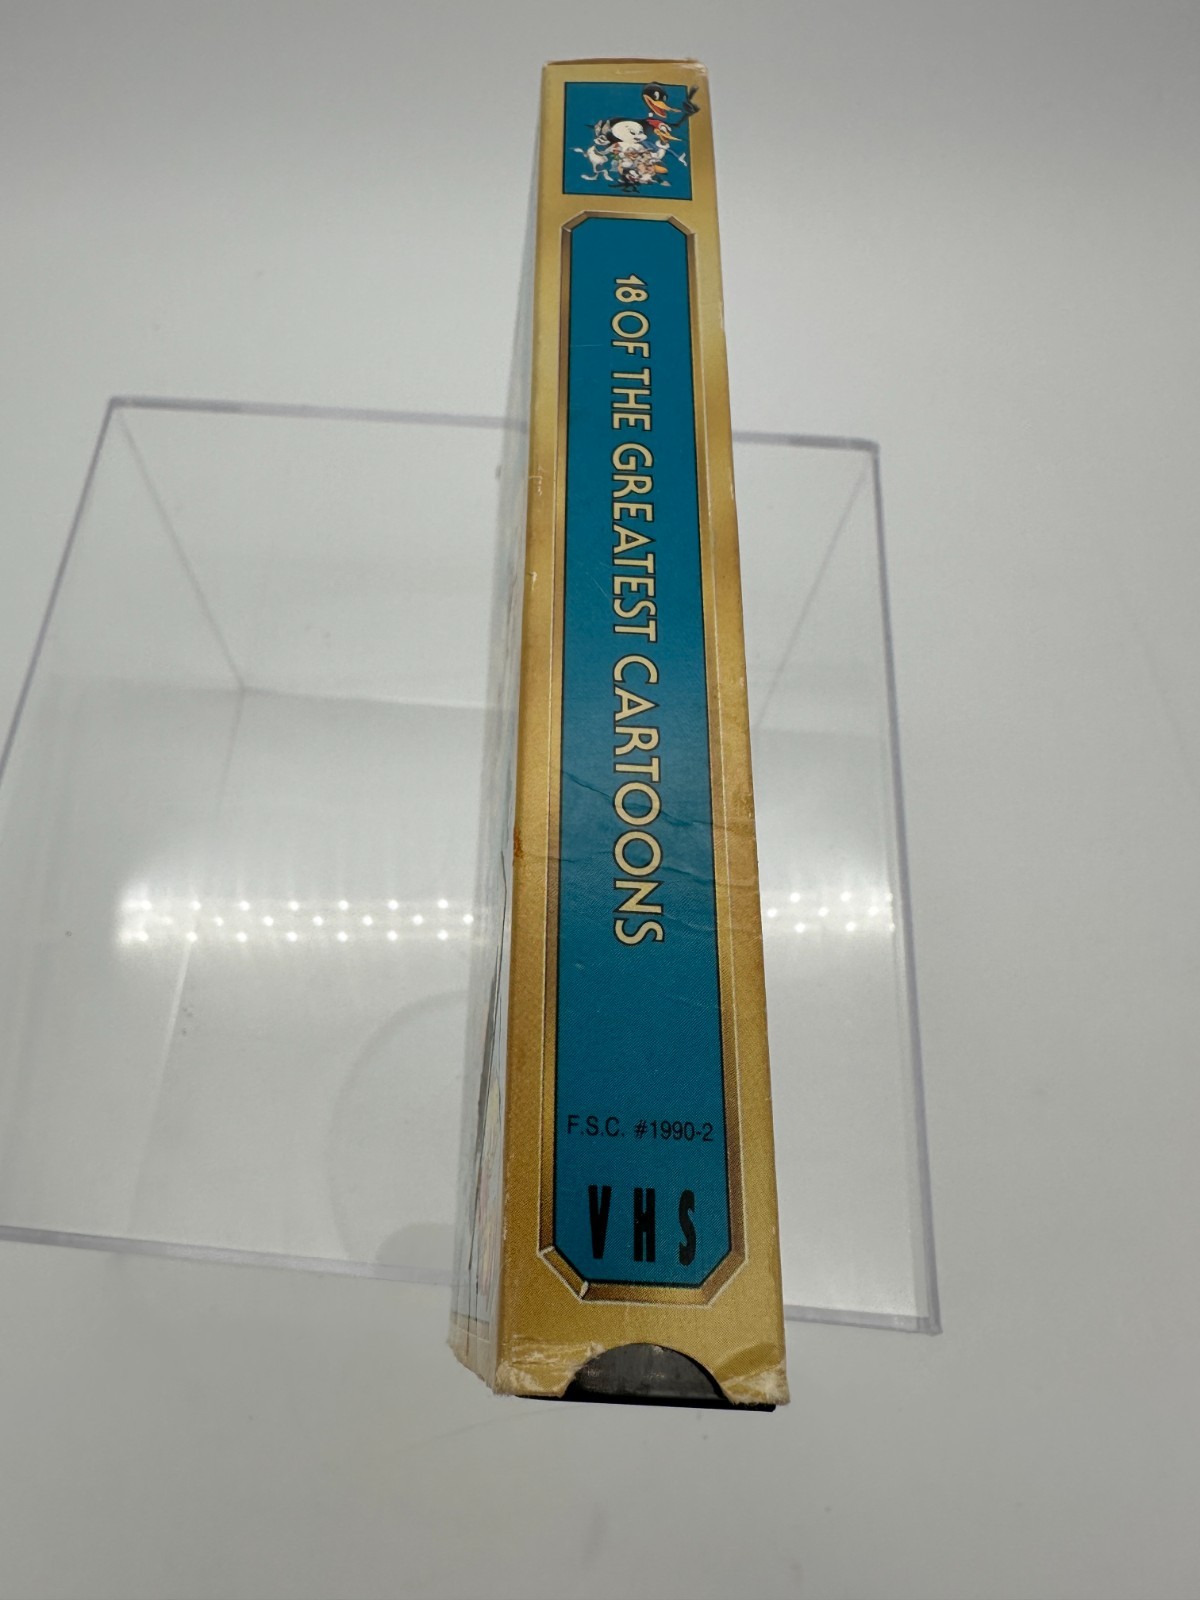 18 OF THE GREATEST CARTOONS
F.S.C. #1990-2
VHS